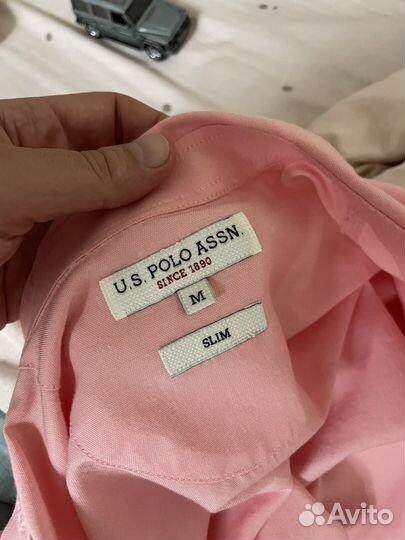 U.S. POLO ASSN.
SINCE 1890
M
SLIM
Avito